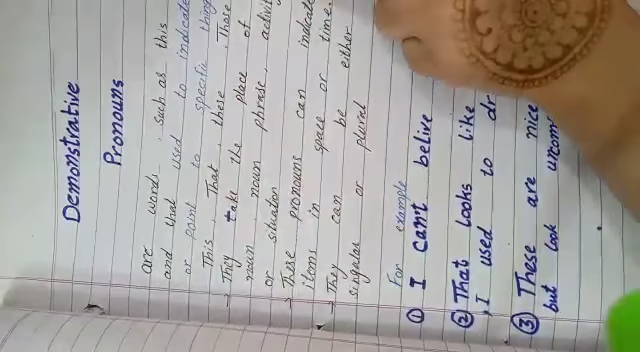 Demonstrative
Pronouns
are words, such as this
and that used to indicate
or point to specific thing
This, That, these, Those
→ They take the place of
noun, noun phrase, activi
or situation
→ These pronouns can indicate
items in space or time.
→ They can be either
singular or plural
For example
① I can't belive
② That looks like
, I used to dr
③ These are nice
but look uncom